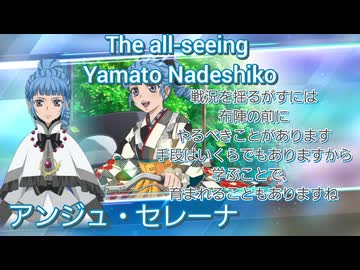 The all-seeing
Yamato Nadeshiko
戦況を揺るがすには
布陣の前に
やるべきことがあります
手段はいくらでもありますから
学ぶことで、
育まれることもありますね
アンジュ・セレーナ